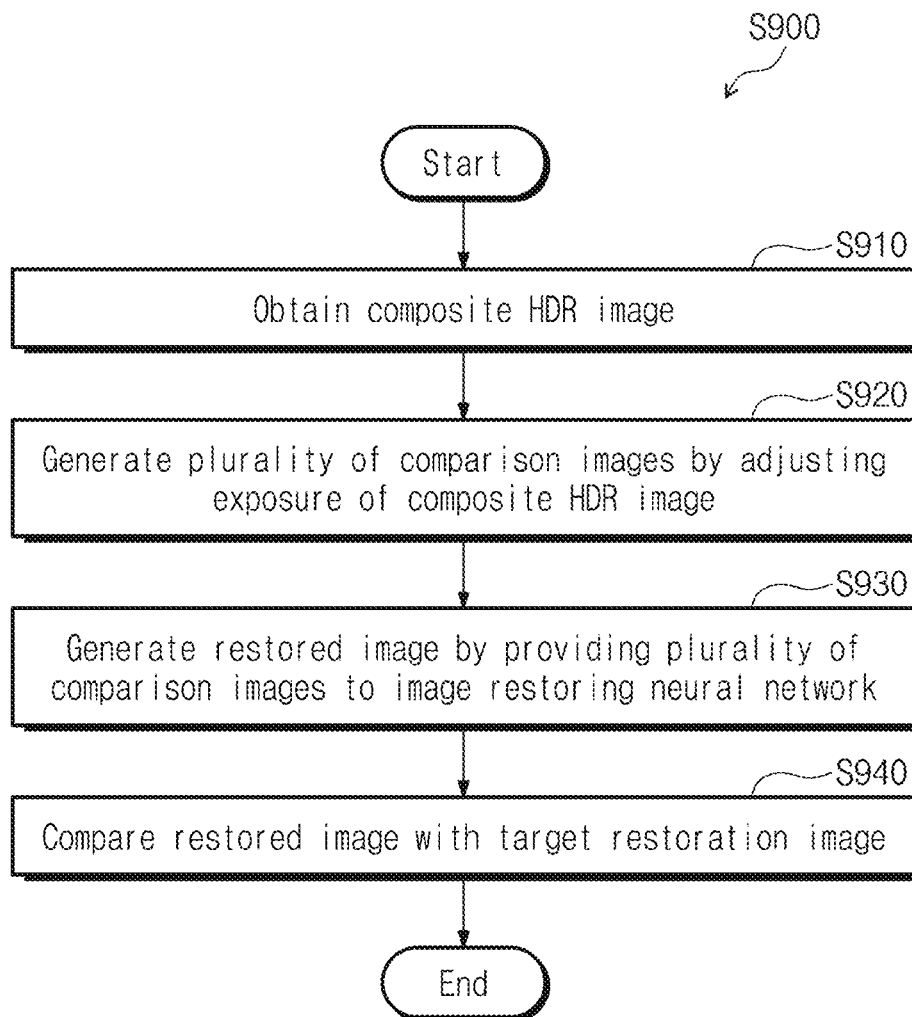 S900
Start
S910
Obtain composite HDR image
S920
Generate plurality of comparison images by adjusting
exposure of composite HDR image
S930
Generate restored image by providing plurality of
comparison images to image restoring neural network
S940
Compare restored image with target restoration image
End